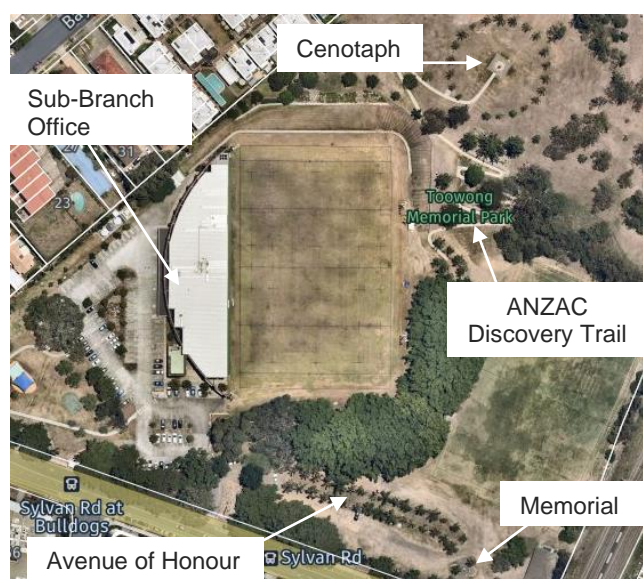 Cenotaph
Sub-Branch
Office
31
23
Toowong
Memorial Park
ANZAC
Discovery Trail
Sylvan Rd at
Bulldogs
Memorial
Avenue of Honour
Sylvan Rd